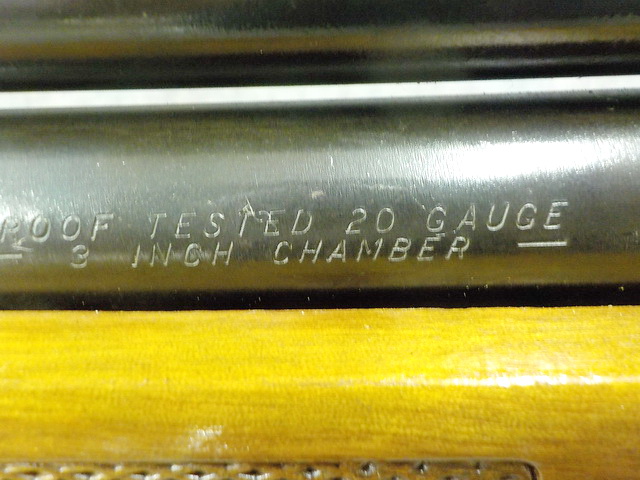 ROOF TESTED 20 GAUGE
3 INCH CHAMBER